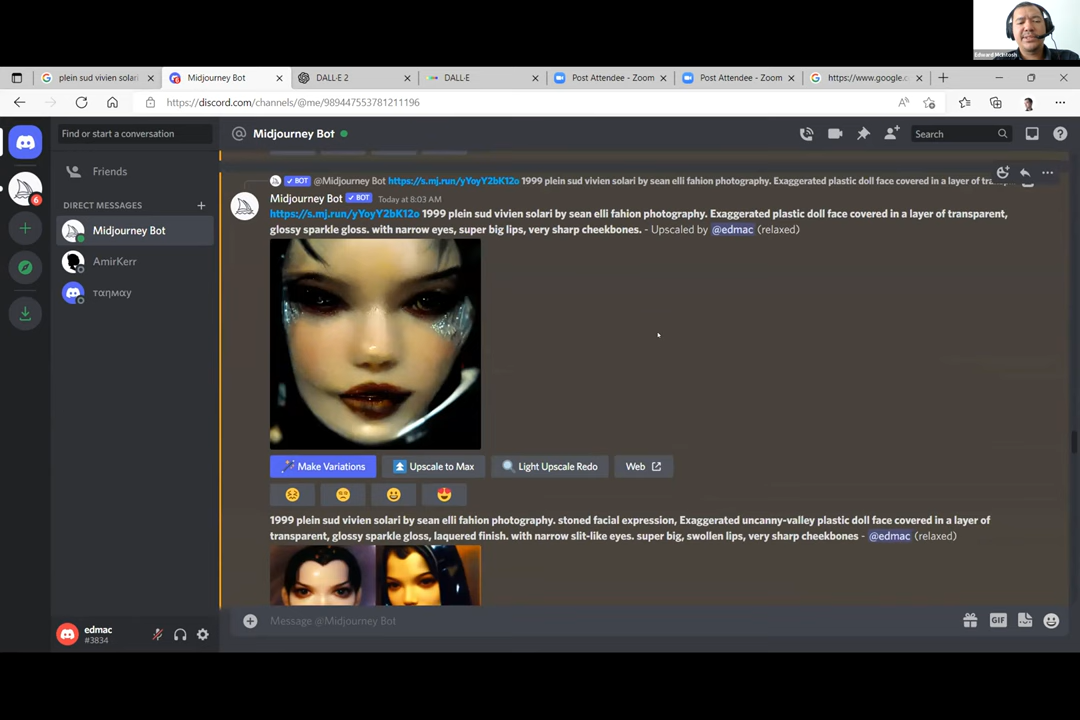 Edward McIntosh
plein sud vivien solari
Midjourney Bot
DALL·E 2
DALL·E
Post Attendee - Zoom
Post Attendee - Zoom
https://www.google.c
https://discord.com/channels/@me/989447553781211196
Find or start a conversation
Midjourney Bot
Search
Friends
6
DIRECT MESSAGES
Midjourney Bot
AmirKerr
ταηмαу
BOT @Midjourney Bot https://s.mj.run/yYoyY2bK12o 1999 plein sud vivien solari by sean elli fahion photography. Exaggerated plastic doll face covered in a layer of
Midjourney Bot BOT Today at 8:03 AM
https://s.mj.run/yYoyY2bK12o 1999 plein sud vivien solari by sean elli fahion photography. Exaggerated plastic doll face covered in a layer of transparent,
glossy sparkle gloss. with narrow eyes, super big lips, very sharp cheekbones. - Upscaled by @edmac (relaxed)
Make Variations
Upscale to Max
Light Upscale Redo
Web
1999 plein sud vivien solari by sean elli fahion photography. stoned facial expression, Exaggerated uncanny-valley plastic doll face covered in a layer of
transparent, glossy sparkle gloss, laquered finish. with narrow slit-like eyes. super big, swollen lips, very sharp cheekbones - @edmac (relaxed)
edmac
#3834
Message @Midjourney Bot
GIF